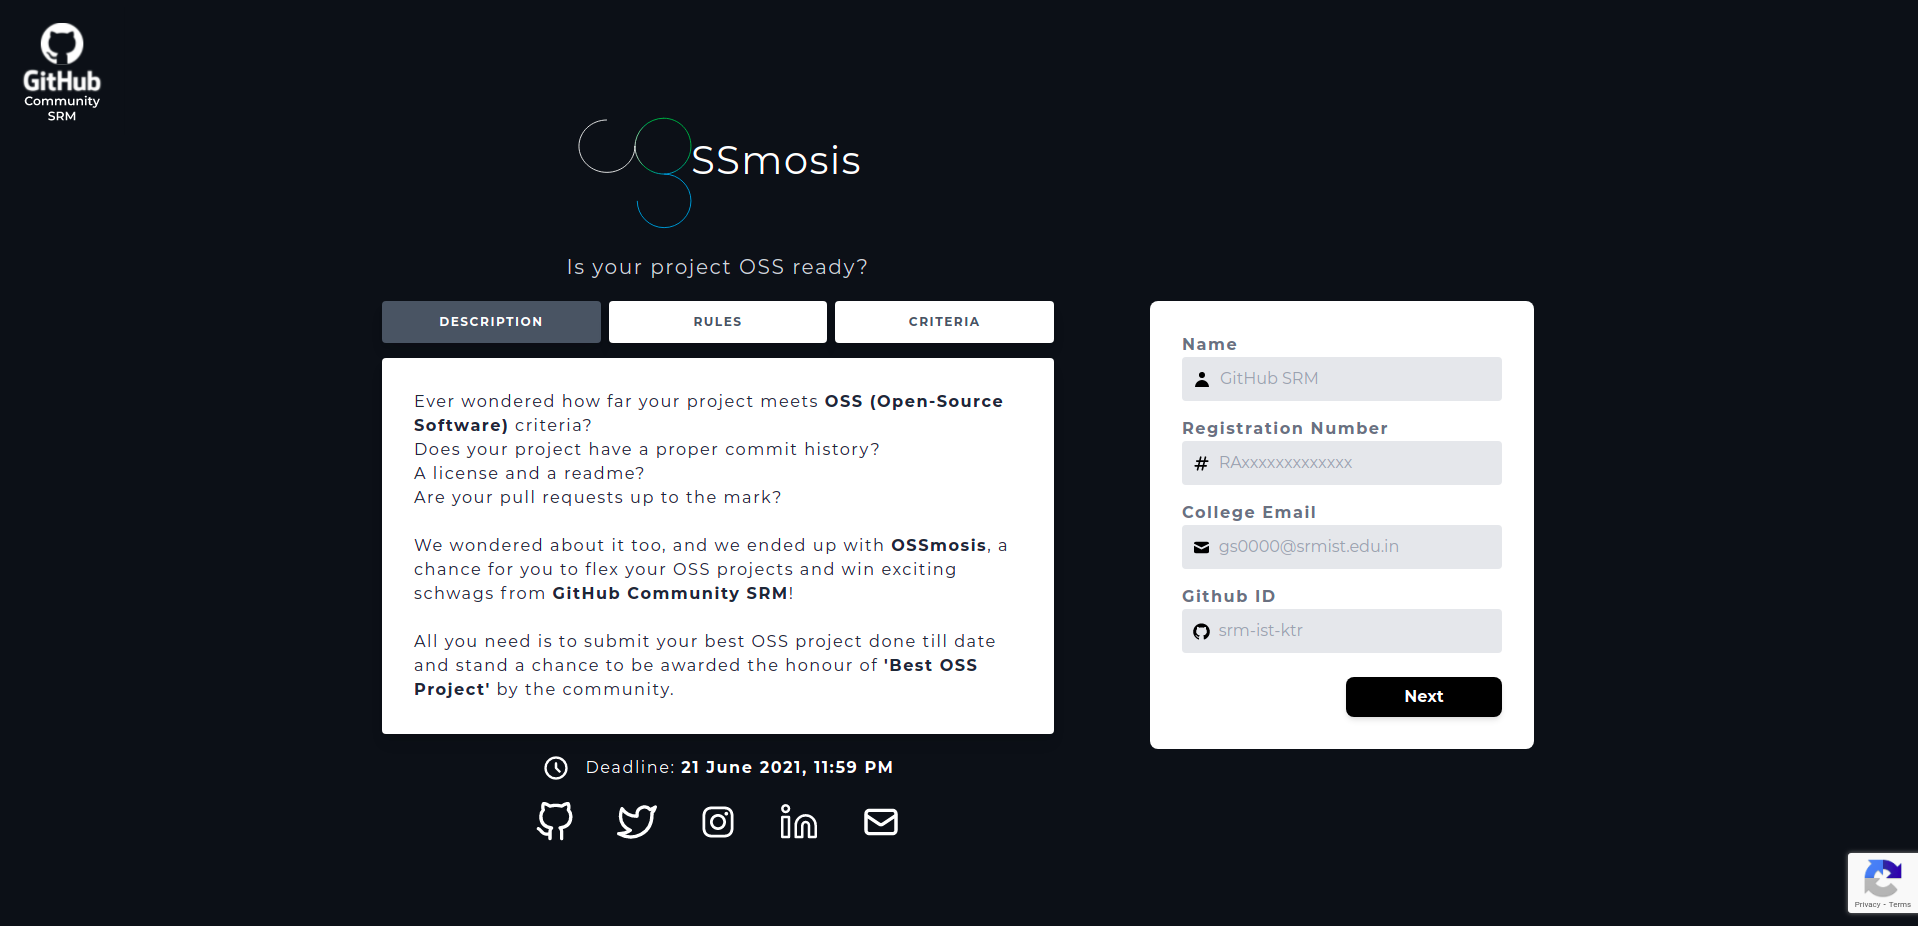 GitHub
Community
SRM
SSmosis
Is your project OSS ready?
DESCRIPTION
RULES
CRITERIA
Ever wondered how far your project meets OSS (Open-Source
Software) criteria?
Does your project have a proper commit history?
A license and a readme?
Are your pull requests up to the mark?
We wondered about it too, and we ended up with OSSmosis, a
chance for you to flex your OSS projects and win exciting
schwags from GitHub Community SRM!
All you need is to submit your best OSS project done till date
and stand a chance to be awarded the honour of 'Best OSS
Project' by the community.
Deadline: 21 June 2021, 11:59 PM
Name
GitHub SRM
Registration Number
# RAxxxxxxxxxxxxx
College Email
gs0000@srmist.edu.in
Github ID
srm-ist-ktr
Next
Privacy - Terms